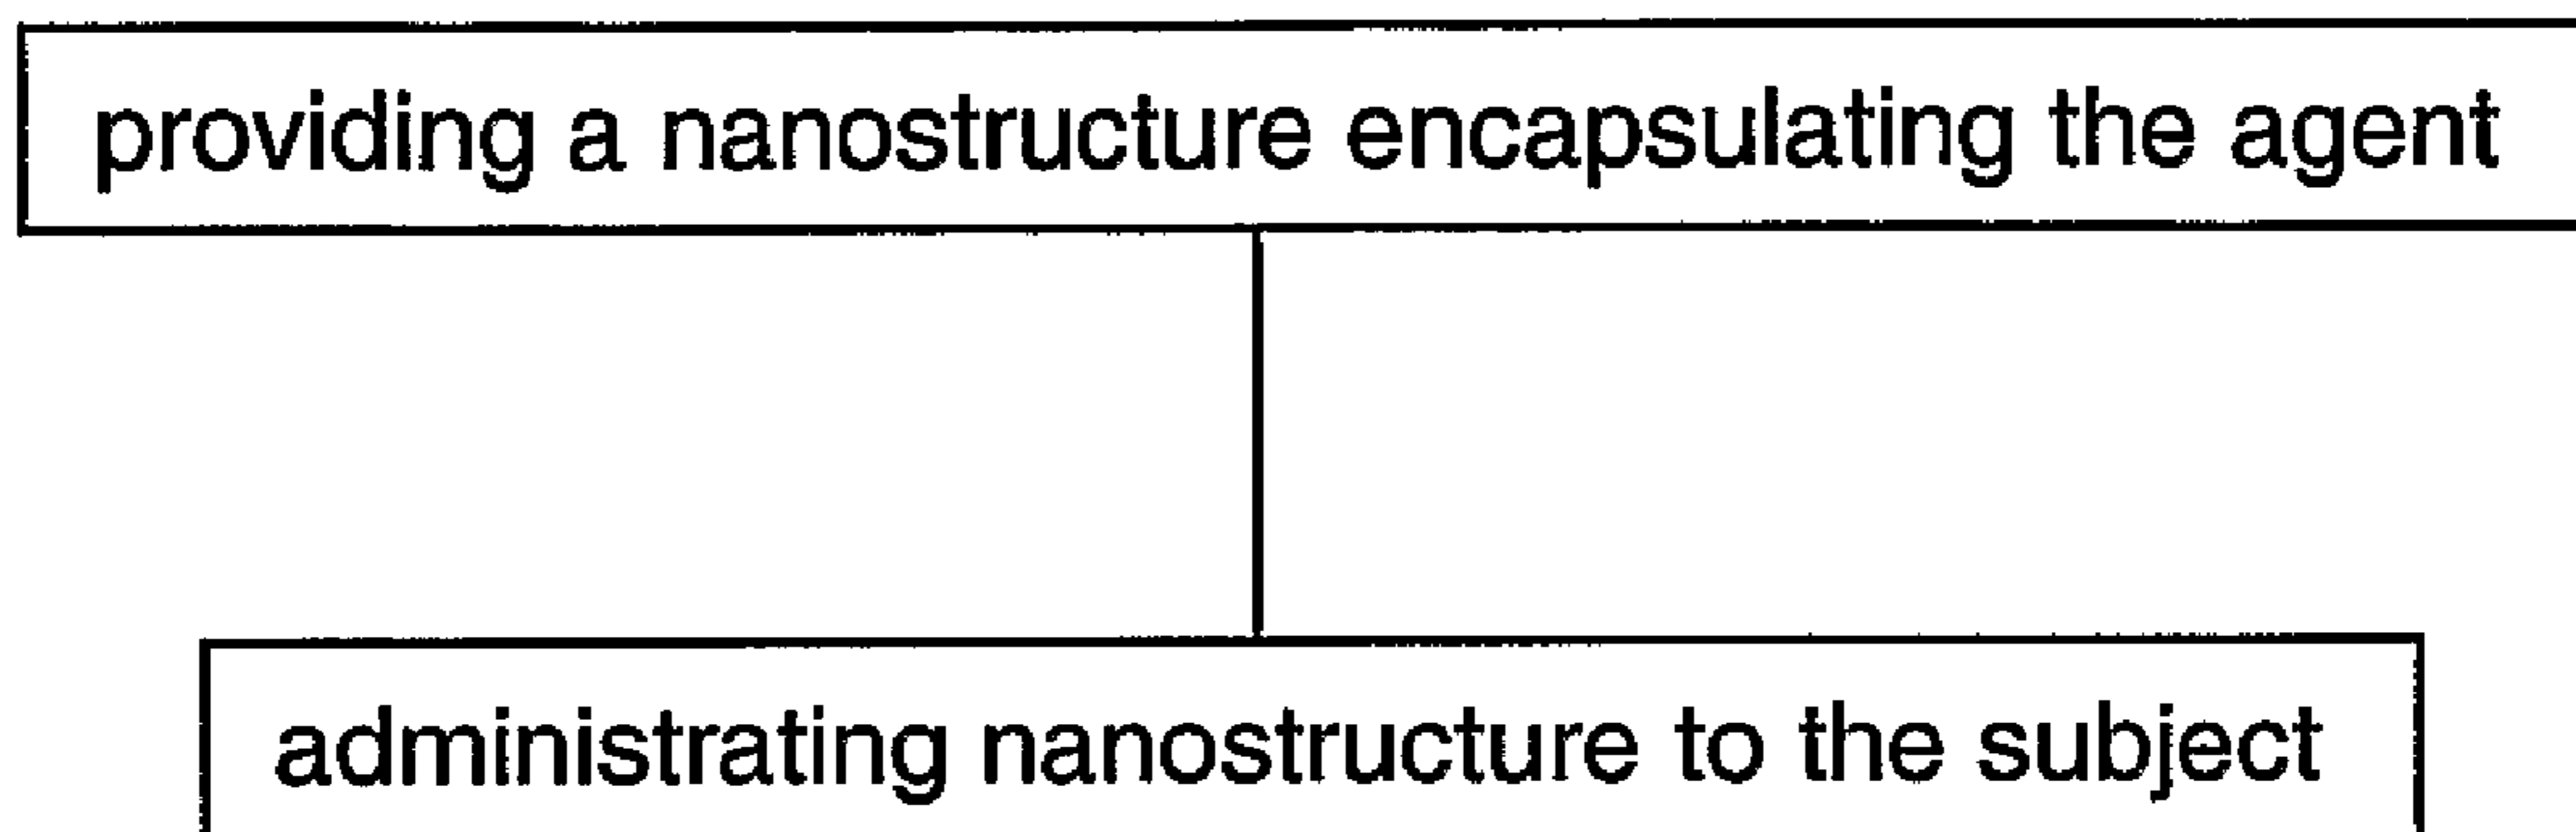 providing a nanostructure encapsulating the agent
administrating nanostructure to the subject